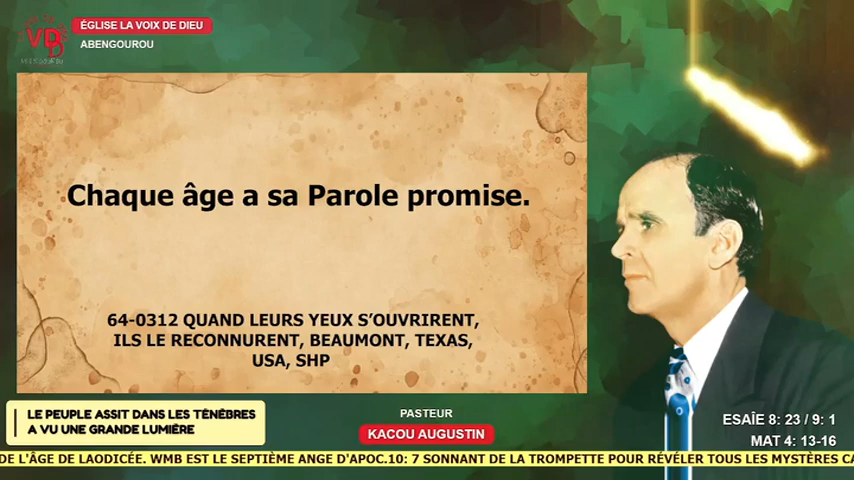 VDD
ÉGLISE LA VOIX DE DIEU
ABENGOUROU
Chaque âge a sa Parole promise.
64-0312 QUAND LEURS YEUX S’OUVRIRENT,
ILS LE RECONNURENT, BEAUMONT, TEXAS,
USA, SHP
LE PEUPLE ASSIT DANS LES TÉNÈBRES
A VU UNE GRANDE LUMIÈRE
PASTEUR
KACOU AUGUSTIN
ESAÎE 8: 23 / 9: 1
MAT 4: 13-16
DE L'ÂGE DE LAODICÉE. WMB EST LE SEPTIÈME ANGE D'APOC.10: 7 SONNANT DE LA TROMPETTE POUR RÉVÉLER TOUS LES MYSTÈRES CA